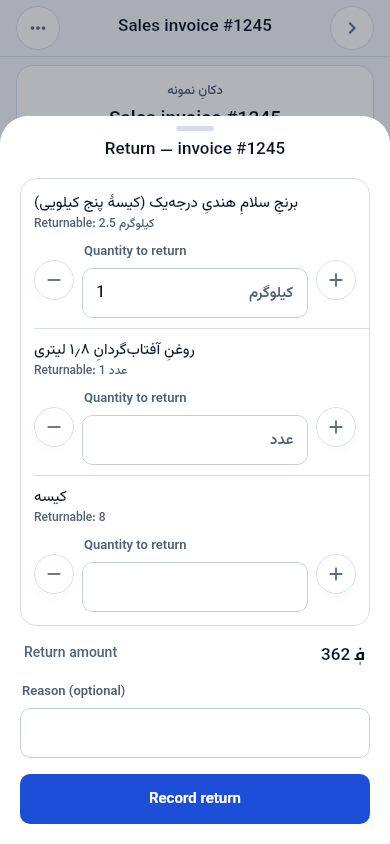 Sales invoice #1245
دکانِ نمونه
Sales invoice #1245
Return — invoice #1245
برنجِ سلامِ هندیِ درجه‌یک (کیسهٔ پنج کیلویی)
Returnable: 2.5 کیلوگرم
Quantity to return
1 کیلوگرم
روغنِ آفتاب‌گردانِ ۱٫۸ لیتری
Returnable: 1 عدد
Quantity to return
عدد
کیسه
Returnable: 8
Quantity to return
Return amount
362 ؋
Reason (optional)
Record return